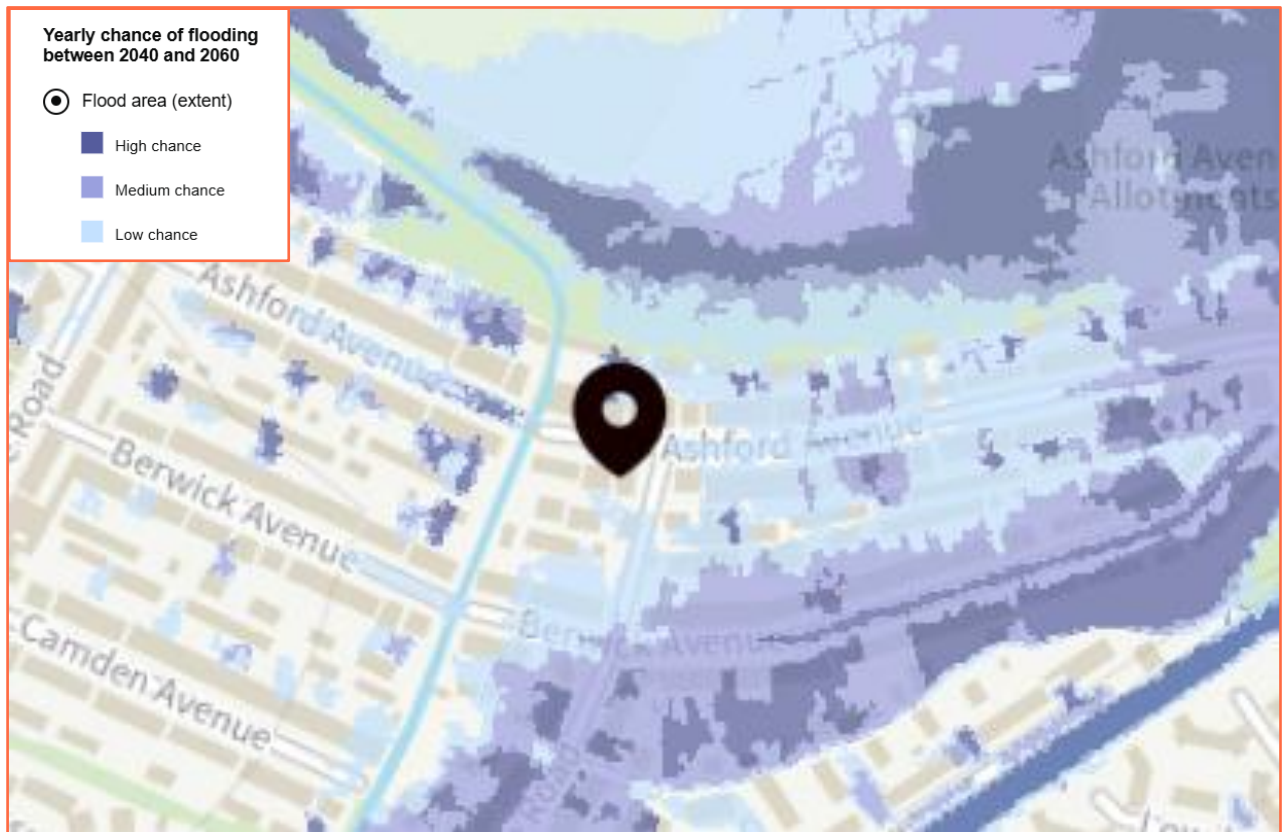 Yearly chance of flooding
between 2040 and 2060
Flood area (extent)
High chance
Medium chance
Low chance
Ashford
Allotments
Ashford Avenue
Road
Ashford Avenue
Berwick Avenue
Berwick Avenue
Camden Avenue